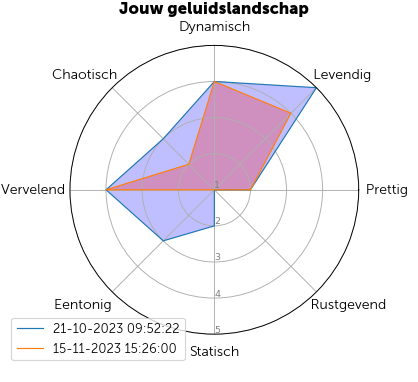 Jouw geluidslandschap
Dynamisch
Chaotisch
Levendig
Vervelend
1
Prettig
2
3
Eentonig
Rustgevend
4
5
21-10-2023 09:52:22
15-11-2023 15:26:00
Statisch